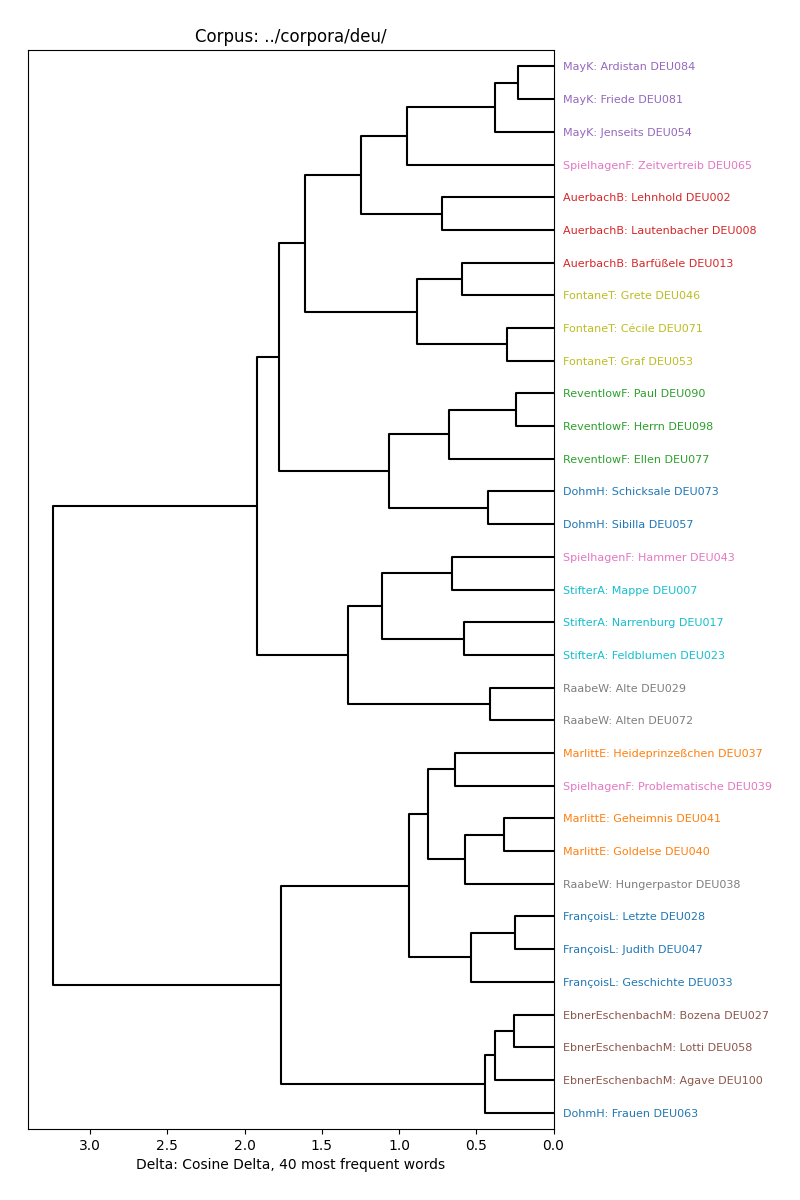 Corpus: ../corpora/deu/
MayK: Ardistan DEU084
MayK: Friede DEU081
MayK: Jenseits DEU054
SpielhagenF: Zeitvertreib DEU065
AuerbachB: Lehnhold DEU002
AuerbachB: Lautenbacher DEU008
AuerbachB: Barfüßele DEU013
FontaneT: Grete DEU046
FontaneT: Cécile DEU071
FontaneT: Graf DEU053
ReventlowF: Paul DEU090
ReventlowF: Herrn DEU098
ReventlowF: Ellen DEU077
DohmH: Schicksale DEU073
DohmH: Sibilla DEU057
SpielhagenF: Hammer DEU043
StifterA: Mappe DEU007
StifterA: Narrenburg DEU017
StifterA: Feldblumen DEU023
RaabeW: Alte DEU029
RaabeW: Alten DEU072
MarlittE: Heideprinzeßchen DEU037
SpielhagenF: Problematische DEU039
MarlittE: Geheimnis DEU041
MarlittE: Goldelse DEU040
RaabeW: Hungerpastor DEU038
FrançoisL: Letzte DEU028
FrançoisL: Judith DEU047
FrançoisL: Geschichte DEU033
EbnerEschenbachM: Bozena DEU027
EbnerEschenbachM: Lotti DEU058
EbnerEschenbachM: Agave DEU100
DohmH: Frauen DEU063
3.0 2.5 2.0 1.5 1.0 0.5 0.0
Delta: Cosine Delta, 40 most frequent words